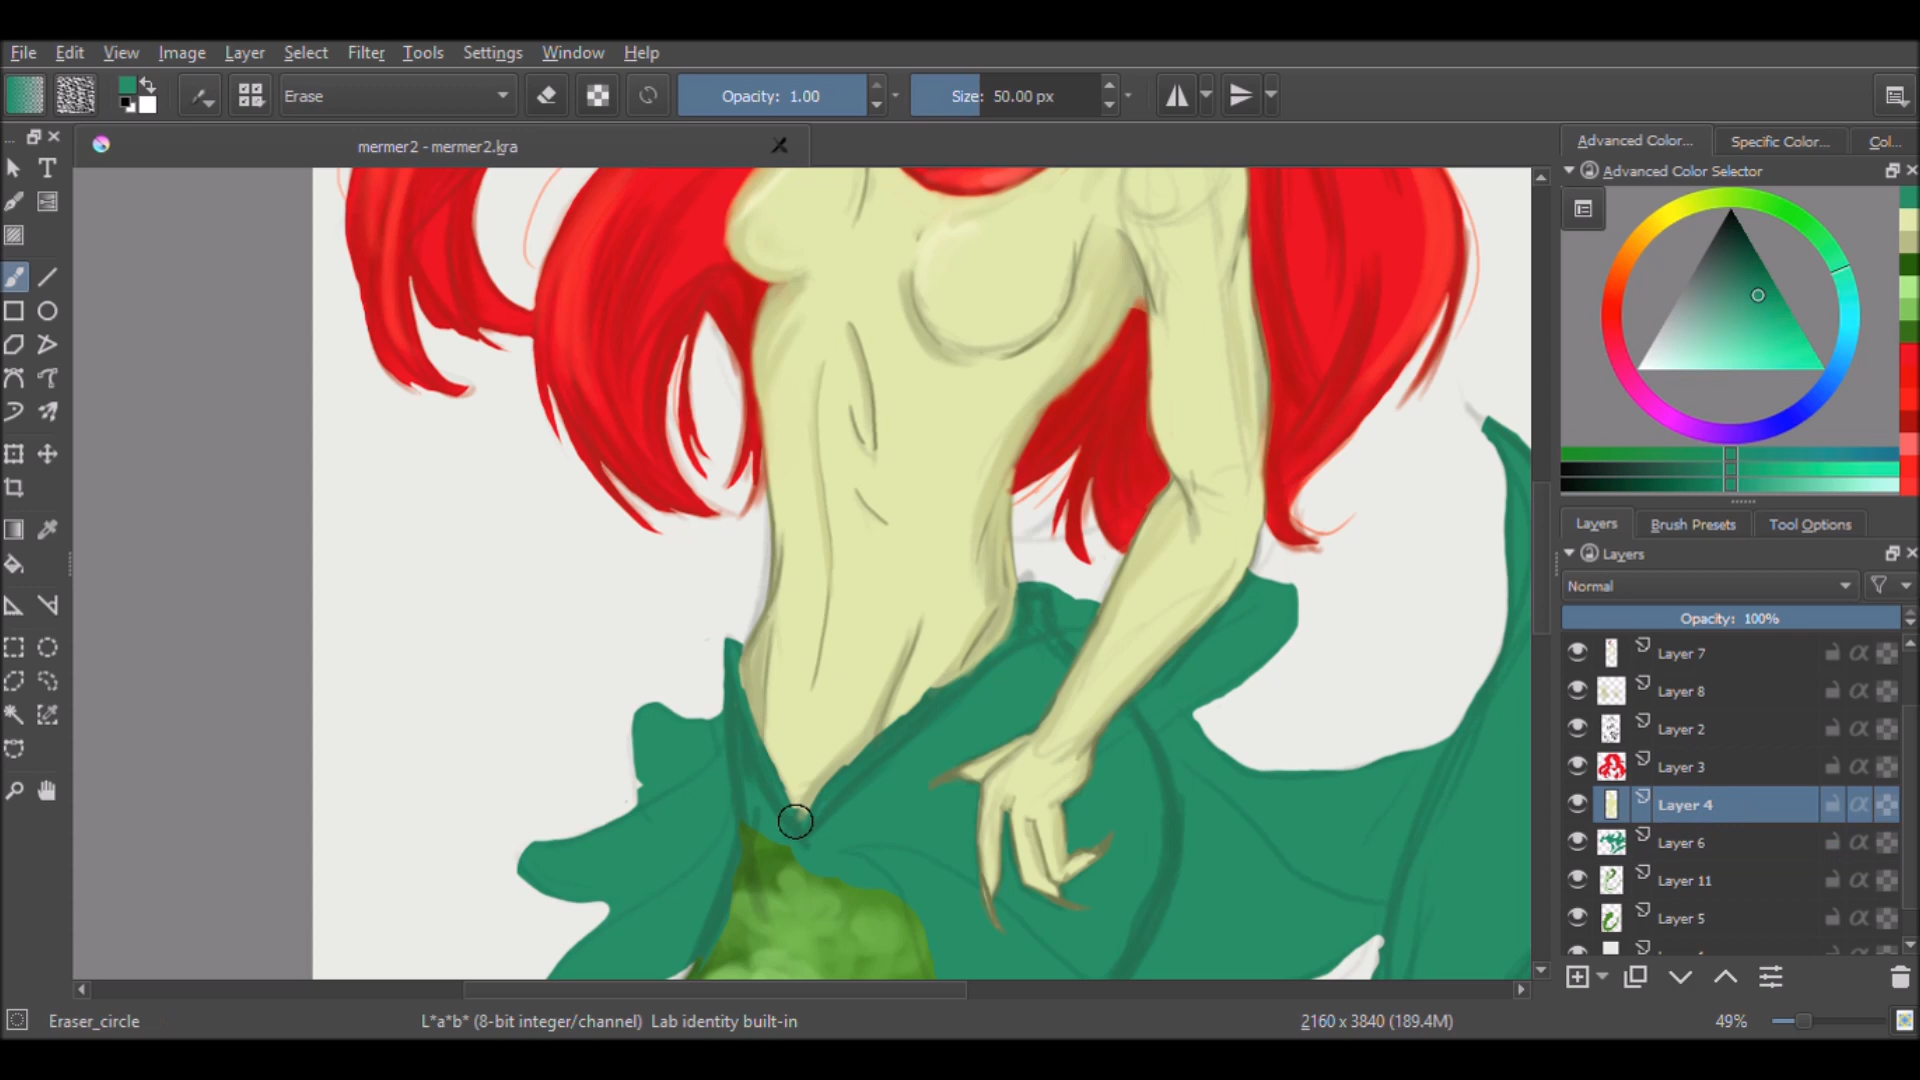 File Edit View Image Layer Select Filter Tools Settings Window Help
Erase Opacity: 1.00 Size: 50.00 px
mermer2 - mermer2.kra
Advanced Color... Specific Color... Col...
Advanced Color Selector
T
Layers Brush Presets Tool Options
Layers
Normal
Opacity: 100%
Layer 7
Layer 8
Layer 2
Layer 3
Layer 4
Layer 6
Layer 11
Layer 5
Eraser_circle L*a*b* (8-bit integer/channel) Lab identity built-in 2160 x 3840 (189.4M) 49%